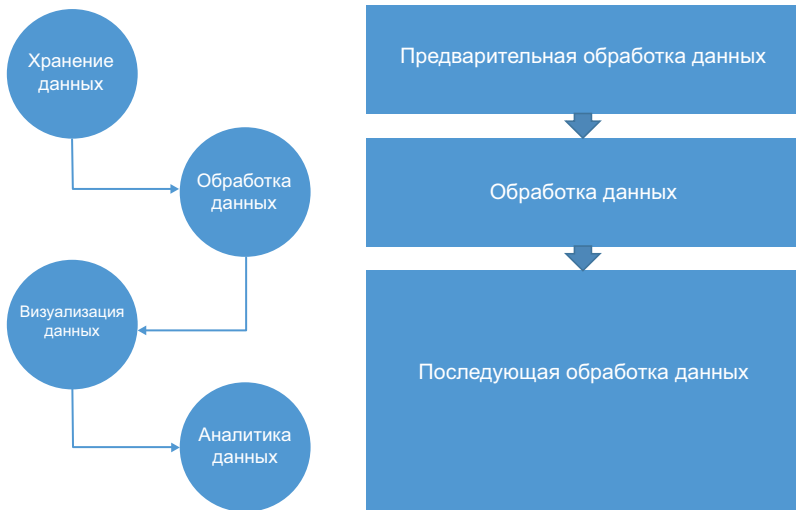 Хранение
данных
Обработка
данных
Визуализация
данных
Аналитика
данных
Предварительная обработка данных
Обработка данных
Последующая обработка данных